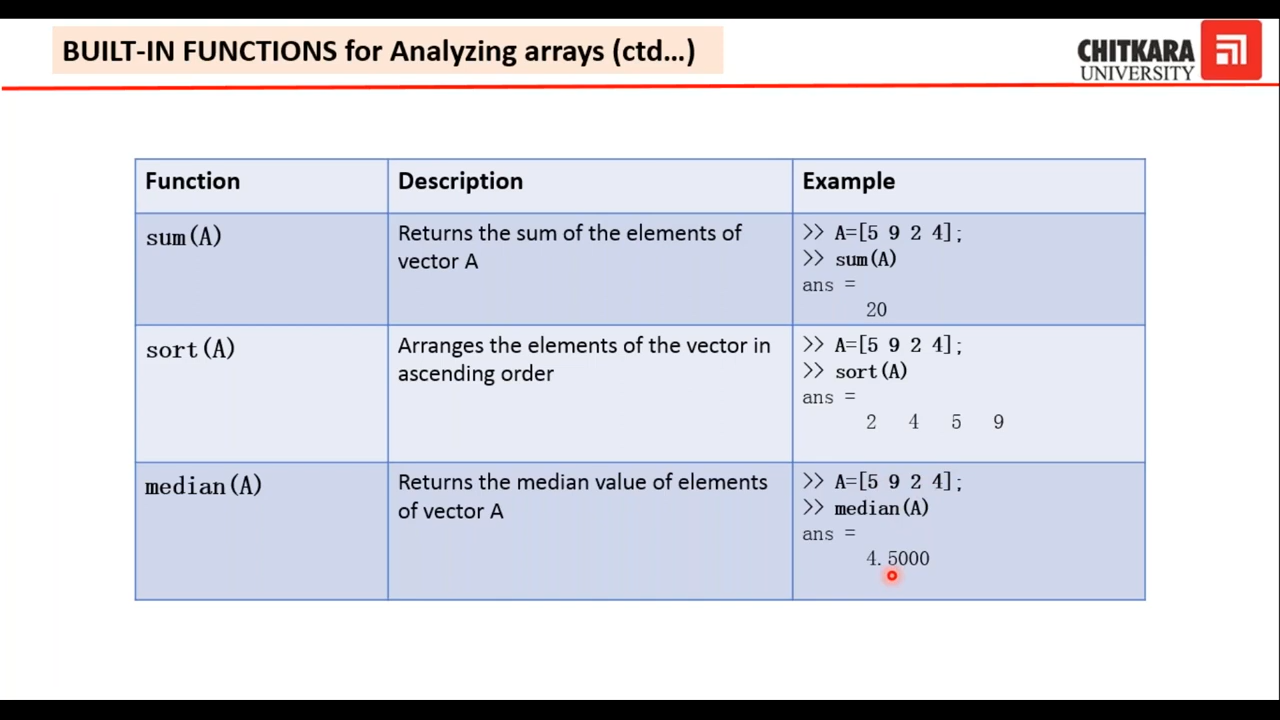 BUILT-IN FUNCTIONS for Analyzing arrays (ctd...)
CHITKARA
UNIVERSITY
Function
Description
Example
sum(A)
Returns the sum of the elements of
vector A
>> A=[5 9 2 4];
>> sum(A)
ans =
20
sort(A)
Arranges the elements of the vector in
ascending order
>> A=[5 9 2 4];
>> sort(A)
ans =
2 4 5 9
median(A)
Returns the median value of elements
of vector A
>> A=[5 9 2 4];
>> median(A)
ans =
4.5000